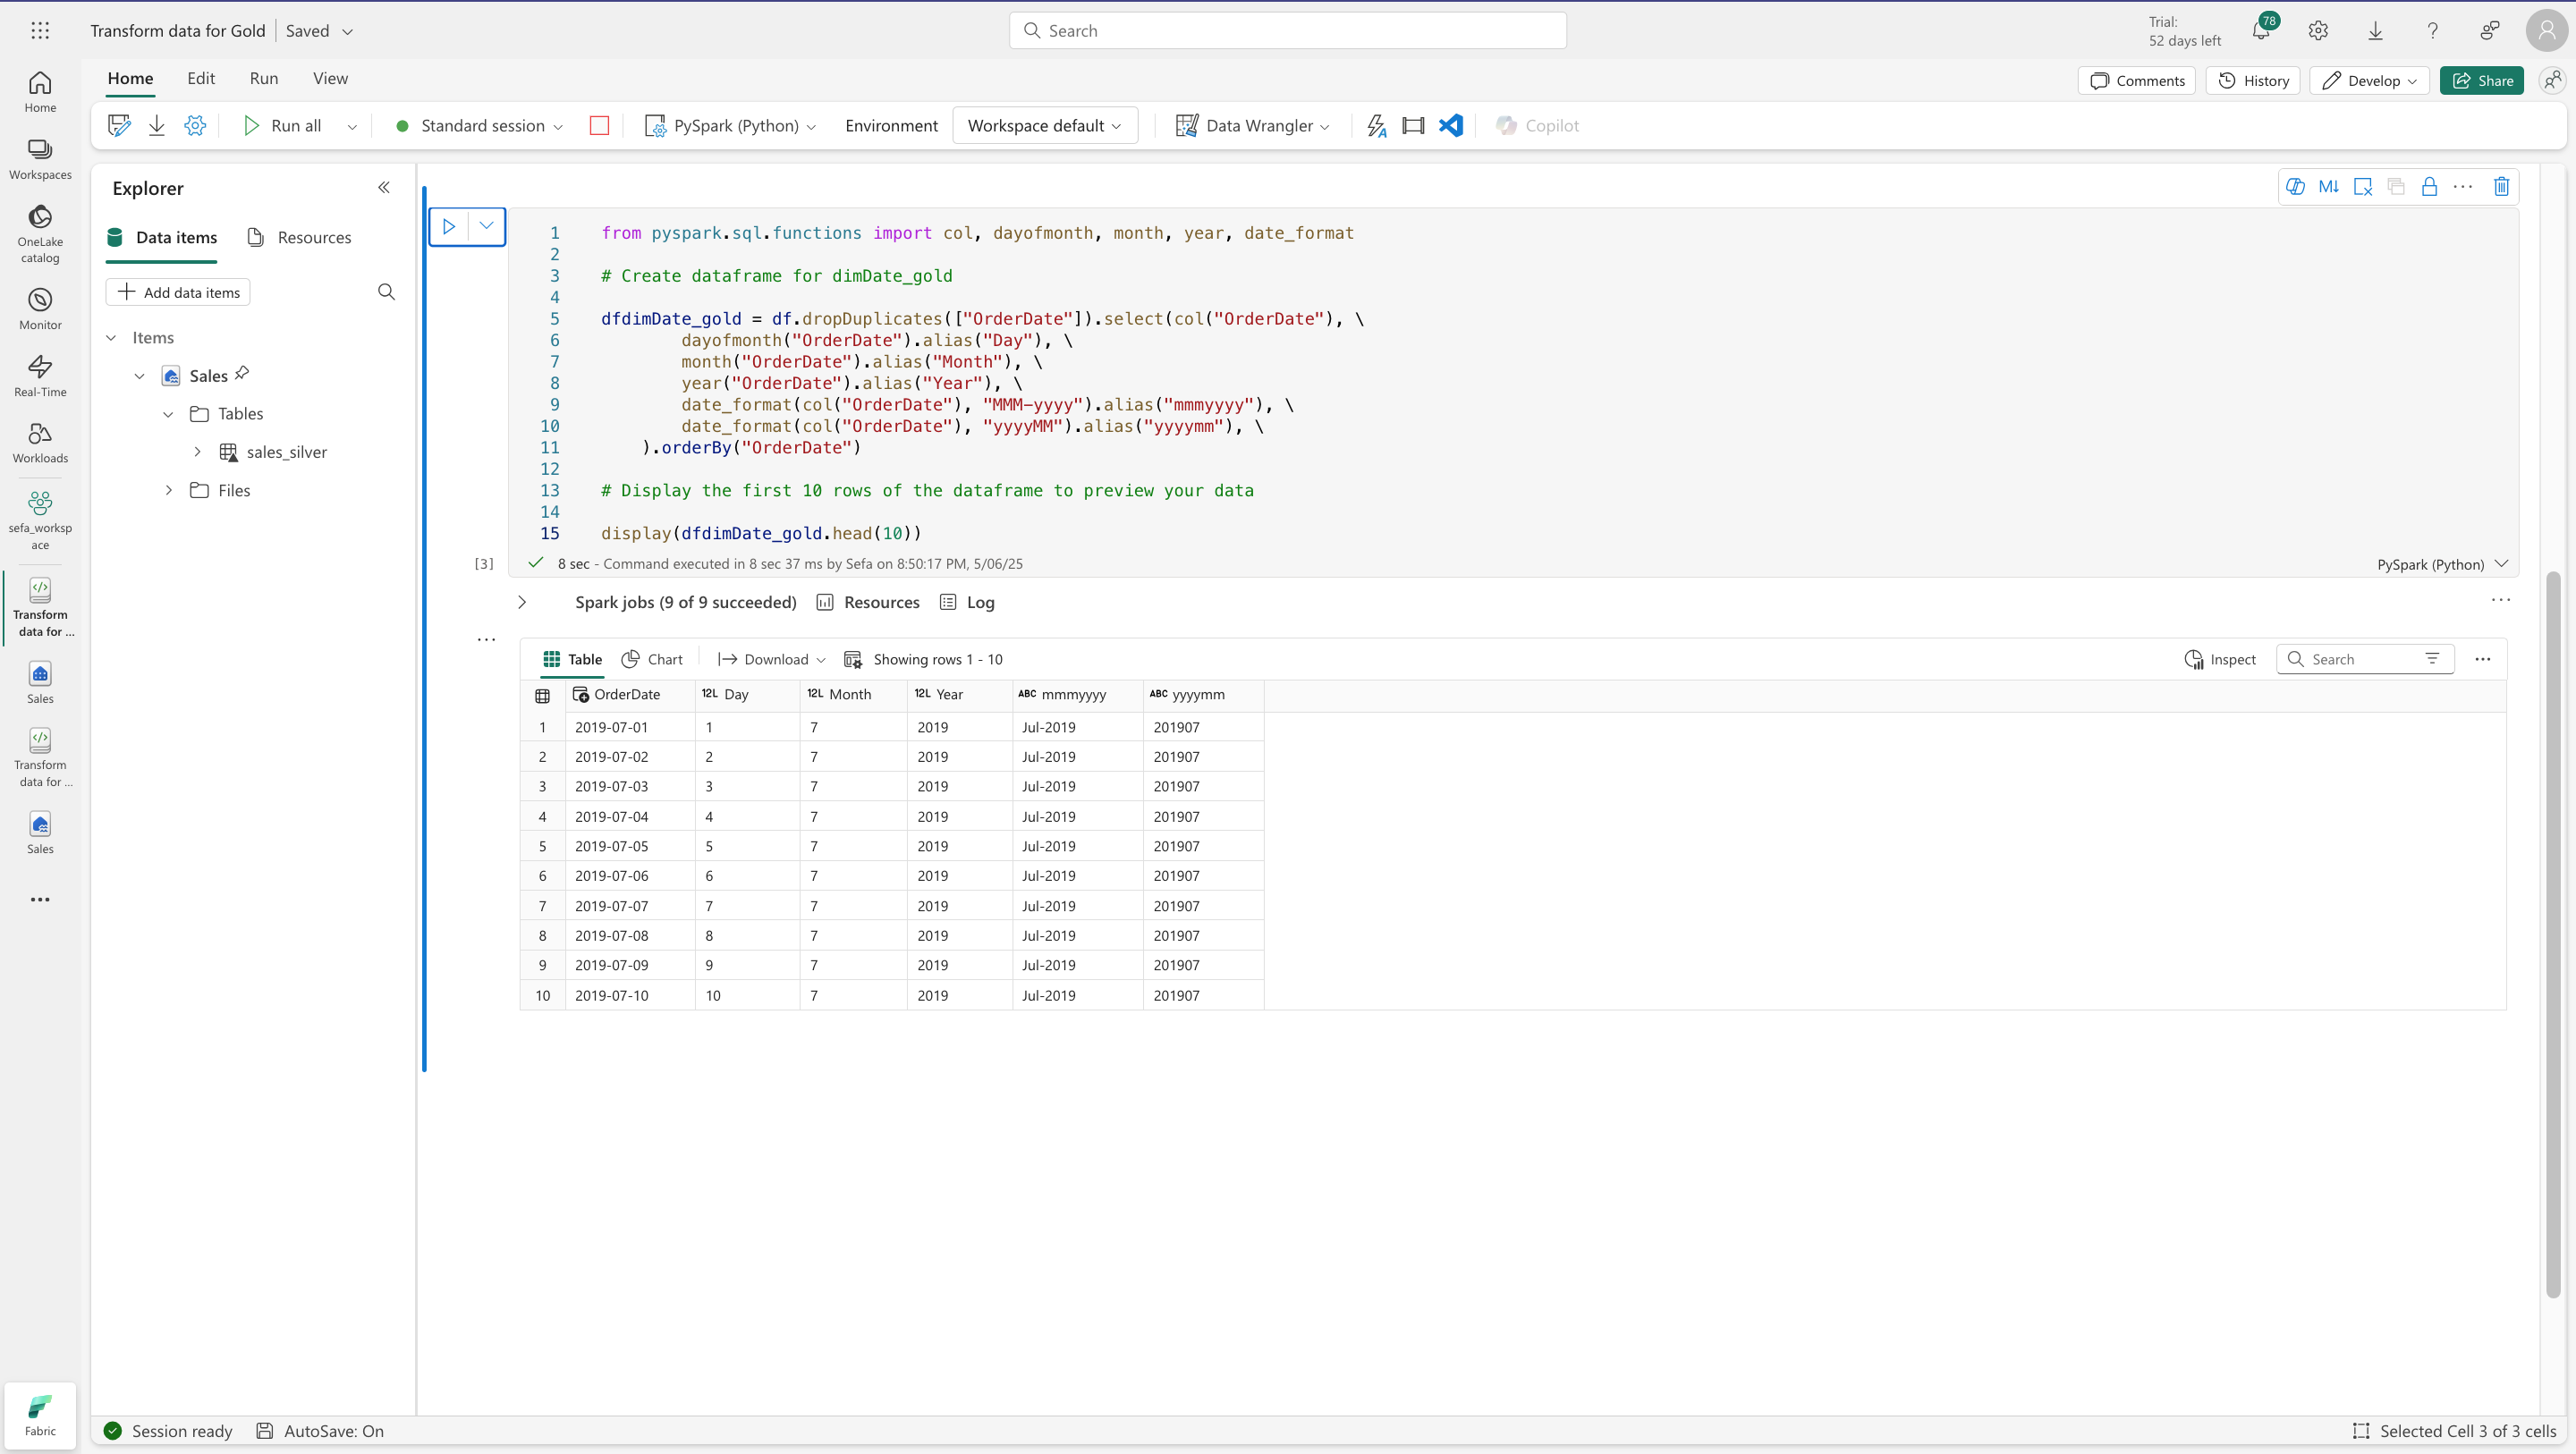 Transform data for Gold Saved Search Trial: 52 days left 78
Home Edit Run View Comments History Develop Share
Run all Standard session PySpark (Python) Environment Workspace default Data Wrangler Copilot
Home
Workspaces
OneLake
catalog
Monitor
Real-Time
Workloads
sefa_worksp
ace
Transform
data for ...
Sales
Transform
data for ...
Sales
Fabric
Explorer
Data items Resources
Add data items
Items
Sales
Tables
sales_silver
Files
M↓
1 from pyspark.sql.functions import col, dayofmonth, month, year, date_format
2
3 # Create dataframe for dimDate_gold
4
5 dfdimDate_gold = df.dropDuplicates(["OrderDate"]).select(col("OrderDate"), \
6 dayofmonth("OrderDate").alias("Day"), \
7 month("OrderDate").alias("Month"), \
8 year("OrderDate").alias("Year"), \
9 date_format(col("OrderDate"), "MMM-yyyy").alias("mmmyyyy"), \
10 date_format(col("OrderDate"), "yyyyMM").alias("yyyymm"), \
11 ).orderBy("OrderDate")
12
13 # Display the first 10 rows of the dataframe to preview your data
14
15 display(dfdimDate_gold.head(10))
[3] 8 sec - Command executed in 8 sec 37 ms by Sefa on 8:50:17 PM, 5/06/25 PySpark (Python)
Spark jobs (9 of 9 succeeded) Resources Log
Table Chart Download Showing rows 1 - 10 Inspect Search
OrderDate 12L Day 12L Month 12L Year ABC mmmyyyy ABC yyyymm
1 2019-07-01 1 7 2019 Jul-2019 201907
2 2019-07-02 2 7 2019 Jul-2019 201907
3 2019-07-03 3 7 2019 Jul-2019 201907
4 2019-07-04 4 7 2019 Jul-2019 201907
5 2019-07-05 5 7 2019 Jul-2019 201907
6 2019-07-06 6 7 2019 Jul-2019 201907
7 2019-07-07 7 7 2019 Jul-2019 201907
8 2019-07-08 8 7 2019 Jul-2019 201907
9 2019-07-09 9 7 2019 Jul-2019 201907
10 2019-07-10 10 7 2019 Jul-2019 201907
Session ready AutoSave: On Selected Cell 3 of 3 cells